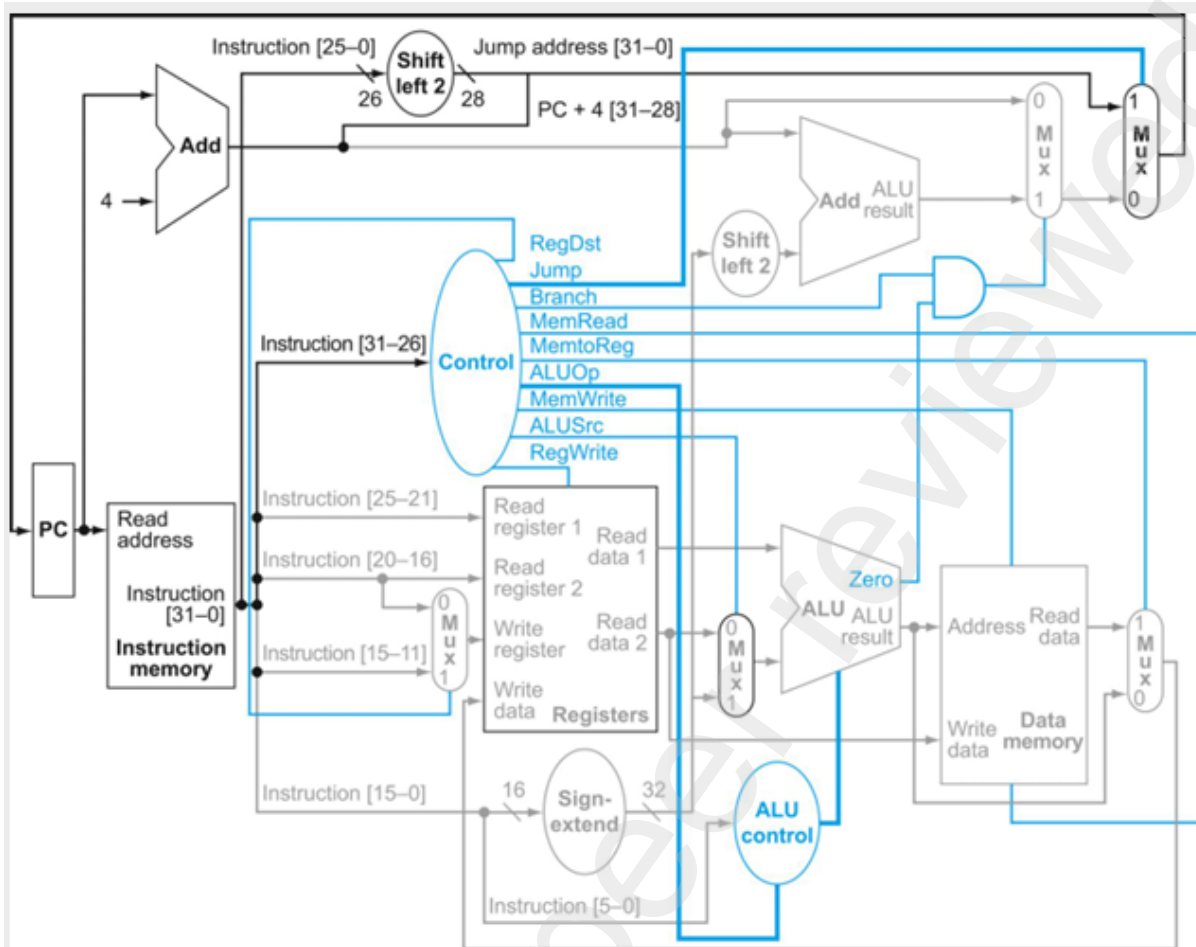 Instruction [25–0]
Shift
left 2
Jump address [31–0]
26
28
PC + 4 [31–28]
Add
4
0
M
u
x
1
1
M
u
x
0
Add
ALU
result
Shift
left 2
RegDst
Jump
Branch
MemRead
MemtoReg
ALUOp
MemWrite
ALUSrc
RegWrite
Instruction [31–26]
Control
PC
Read
address
Instruction
[31–0]
Instruction
memory
Instruction [25–21]
Instruction [20–16]
Instruction [15–11]
0
M
u
x
1
Read
register 1
Read
register 2
Write
register
Write
data
Read
data 1
Read
data 2
Registers
0
M
u
x
1
Zero
ALU
ALU
result
Address
Read
data
Write
data
Data
memory
1
M
u
x
0
Instruction [15–0]
16
Sign-
extend
32
ALU
control
Instruction [5–0]
peer reviewed